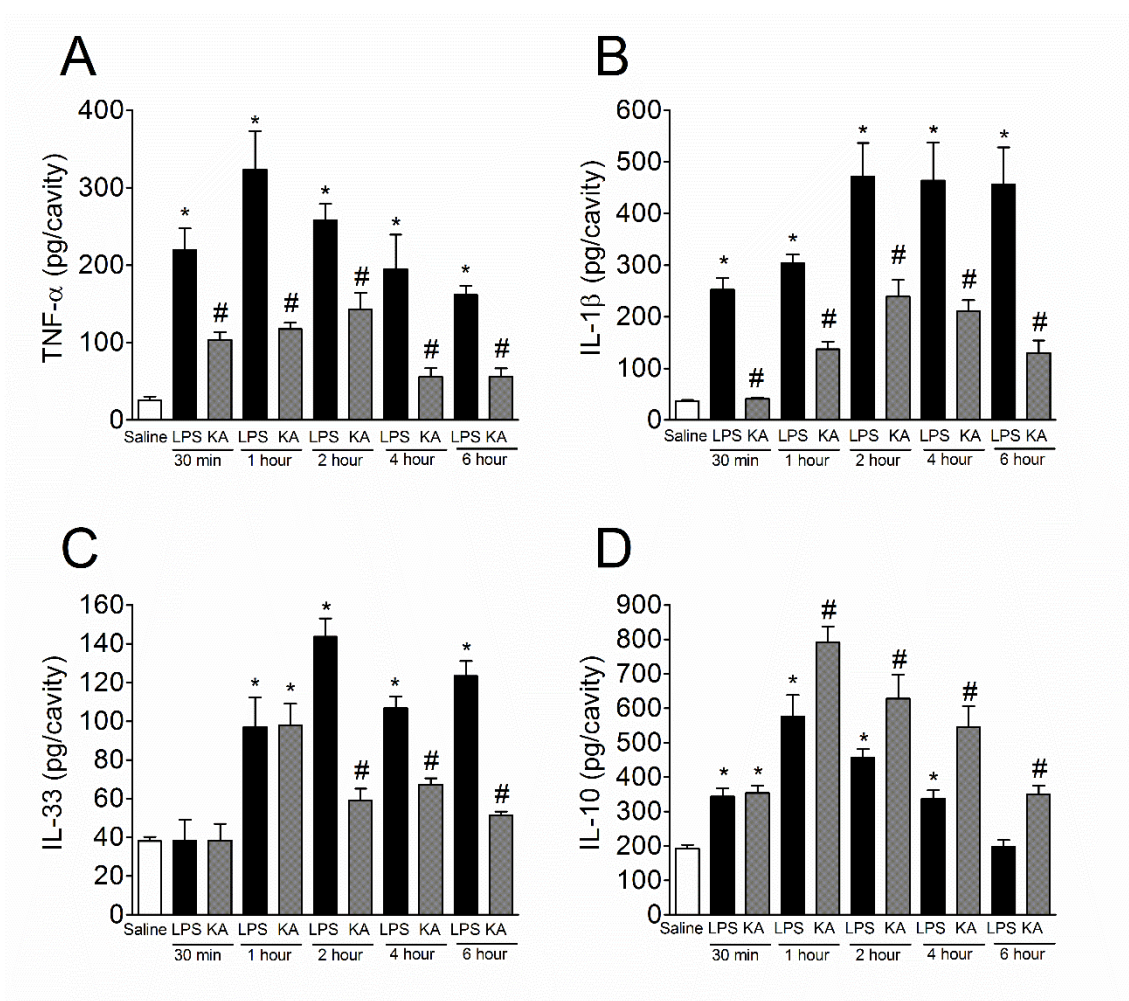 A
TNF-α (pg/cavity)
400
300
200
100
0
* # * # * # * # * #
Saline LPS KA LPS KA LPS KA LPS KA LPS KA
30 min 1 hour 2 hour 4 hour 6 hour
B
IL-1β (pg/cavity)
600
500
400
300
200
100
0
* # * # * # * # * #
Saline LPS KA LPS KA LPS KA LPS KA LPS KA
30 min 1 hour 2 hour 4 hour 6 hour
C
IL-33 (pg/cavity)
160
140
120
100
80
60
40
20
0
* * * # * # * #
Saline LPS KA LPS KA LPS KA LPS KA LPS KA
30 min 1 hour 2 hour 4 hour 6 hour
D
IL-10 (pg/cavity)
900
800
700
600
500
400
300
200
100
0
* * * # * # * # #
Saline LPS KA LPS KA LPS KA LPS KA LPS KA
30 min 1 hour 2 hour 4 hour 6 hour